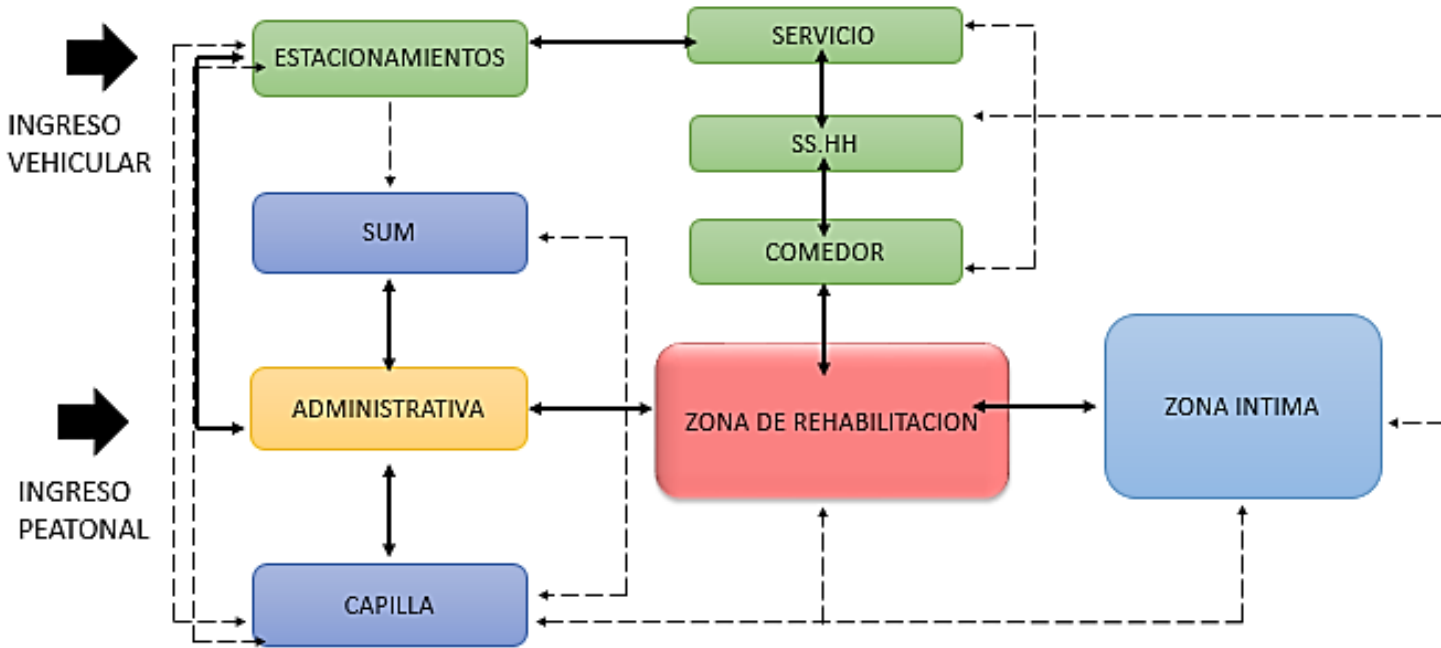 ESTACIONAMIENTOS
SERVICIO
INGRESO
VEHICULAR
SS.HH
SUM
COMEDOR
ADMINISTRATIVA
ZONA DE REHABILITACION
ZONA INTIMA
INGRESO
PEATONAL
CAPILLA